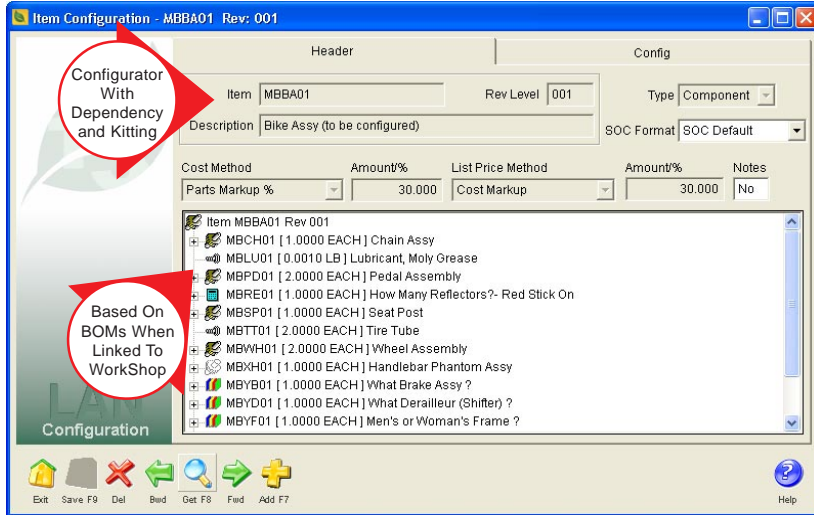 Item Configuration - MBBA01 Rev: 001
Header
Config
Configurator
With
Dependency
and Kitting
Item MBBA01
Rev Level 001
Type Component
Description Bike Assy (to be configured)
SOC Format SOC Default
Cost Method Amount/% List Price Method Amount/% Notes
Parts Markup % 30.000 Cost Markup 30.000 No
Item MBBA01 Rev 001
MBCH01 [ 1.0000 EACH ] Chain Assy
MBLU01 [ 0.0010 LB ] Lubricant, Moly Grease
MBPD01 [ 2.0000 EACH ] Pedal Assembly
MBRE01 [ 1.0000 EACH ] How Many Reflectors?- Red Stick On
MBSP01 [ 1.0000 EACH ] Seat Post
MBTT01 [ 2.0000 EACH ] Tire Tube
MBWH01 [ 2.0000 EACH ] Wheel Assembly
MBXH01 [ 1.0000 EACH ] Handlebar Phantom Assy
MBYB01 [ 1.0000 EACH ] What Brake Assy ?
MBYD01 [ 1.0000 EACH ] What Derailleur (Shifter) ?
MBYF01 [ 1.0000 EACH ] Men's or Woman's Frame ?
Based On
BOMs When
Linked To
WorkShop
LAN
Configuration
Exit Save F9 Del Bwd Get F8 Fwd Add F7 Help